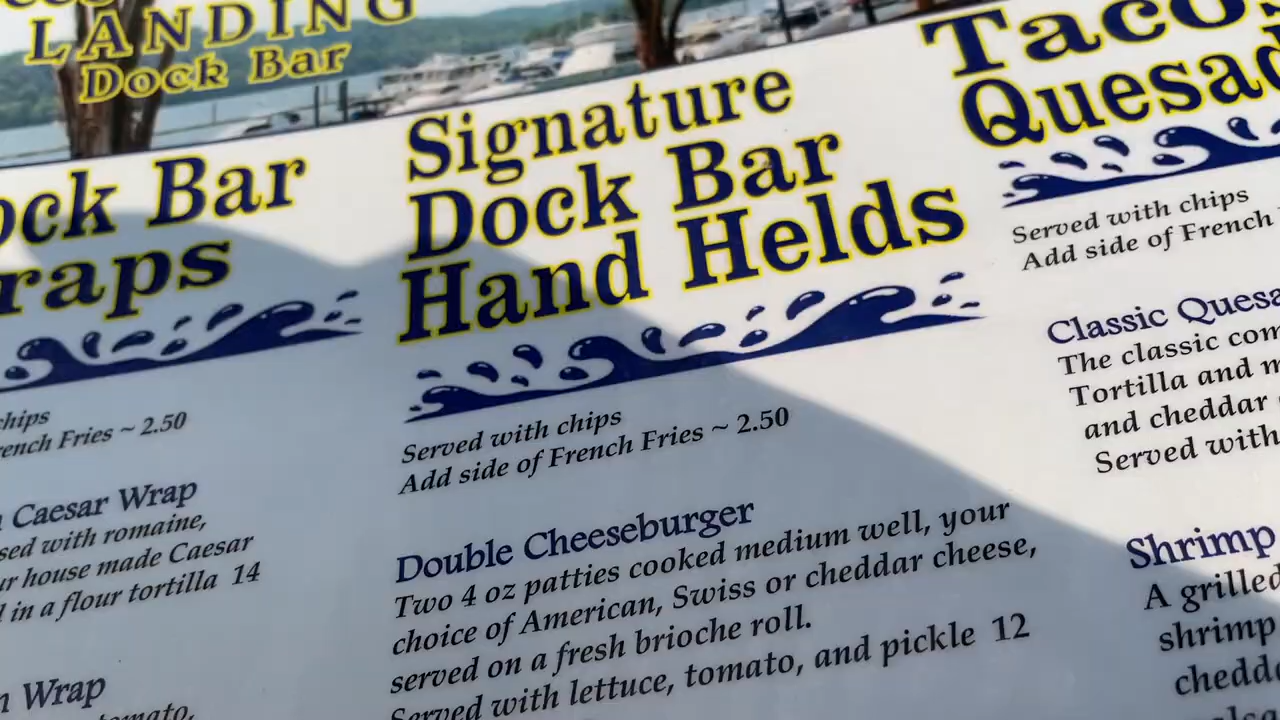 LANDING
Dock Bar
Dock Bar
raps
chips
French Fries ~ 2.50
Caesar Wrap
sed with romaine,
ur house made Caesar
in a flour tortilla 14
Wrap
tomato,
Signature
Dock Bar
Hand Helds
Served with chips
Add side of French Fries ~ 2.50
Double Cheeseburger
Two 4 oz patties cooked medium well, your
choice of American, Swiss or cheddar cheese,
served on a fresh brioche roll.
Served with lettuce, tomato, and pickle 12
Tacos
Quesad
Served with chips
Add side of French
Classic Quesa
The classic com
Tortilla and m
and cheddar
Served with
Shrimp
A grilled
shrimp
chedda